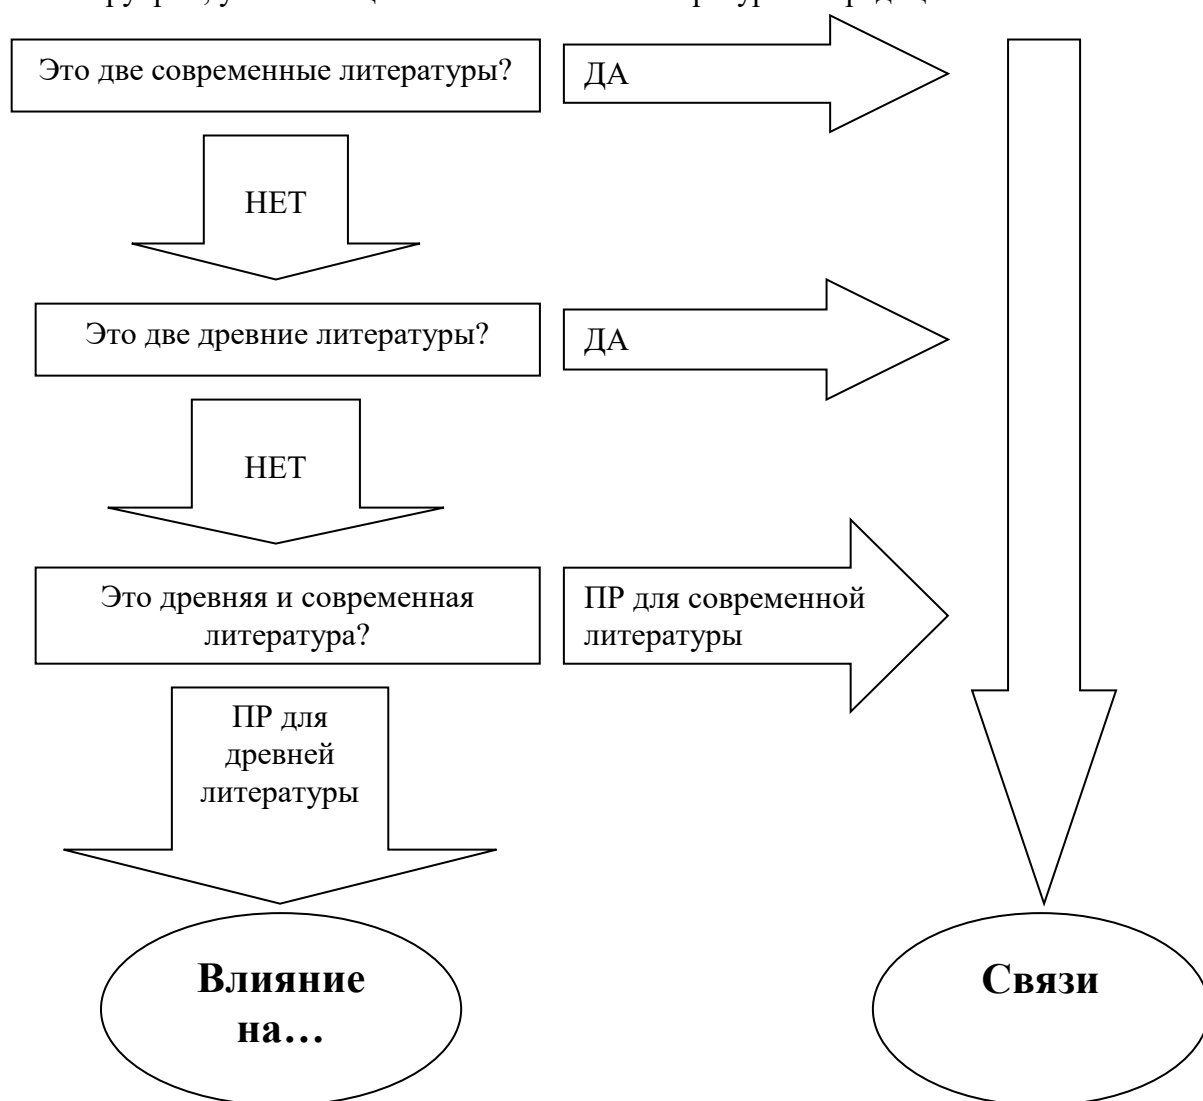 Это две современные литературы?
ДА
НЕТ
Это две древние литературы?
ДА
НЕТ
Это древняя и современная
литература?
ПР для современной
литературы
ПР для
древней
литературы
Влияние
на…
Связи